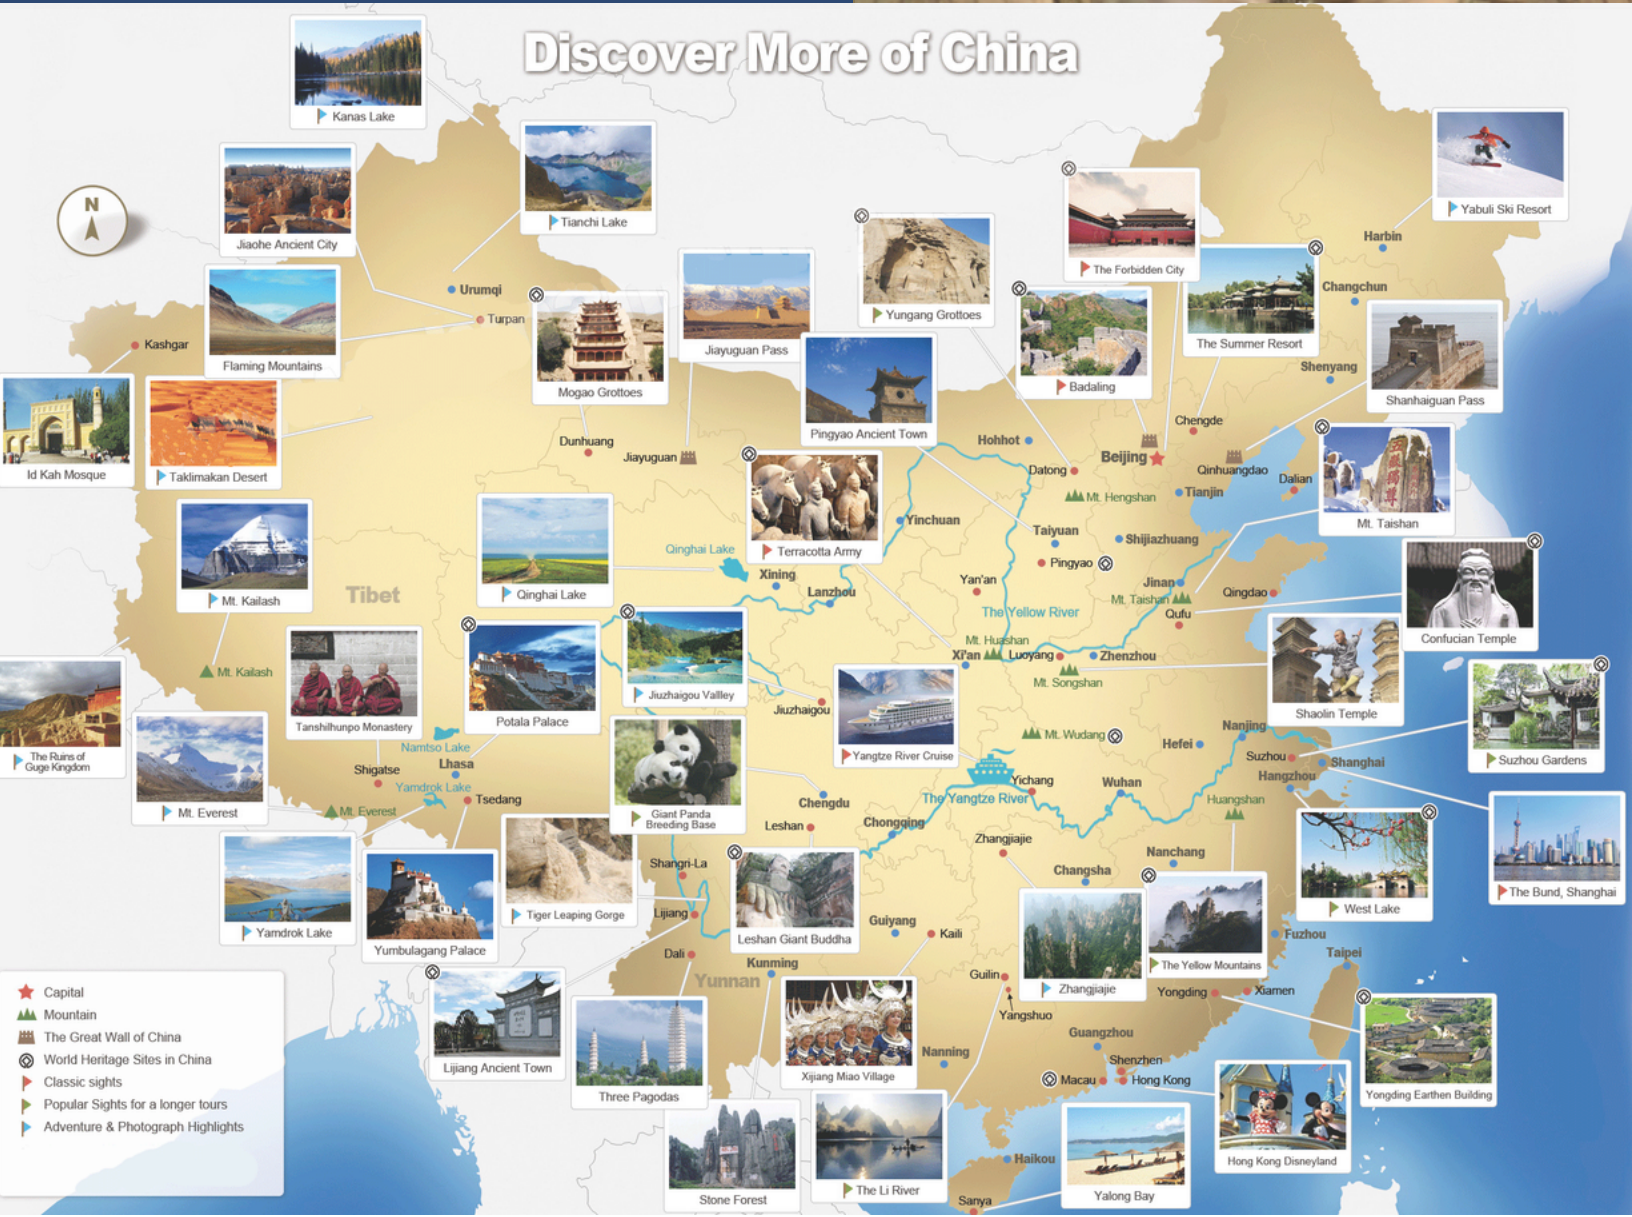 Discover More of China
Kanas Lake
Tianchi Lake
Jiaohe Ancient City
N
Yabuli Ski Resort
Harbin
The Forbidden City
Yungang Grottoes
Changchun
Urumqi
Turpan
Kashgar
Flaming Mountains
Mogao Grottoes
Jiayuguan Pass
The Summer Resort
Badaling
Shenyang
Shanhaiguan Pass
Id Kah Mosque
Taklimakan Desert
Pingyao Ancient Town
Chengde
Dunhuang
Jiayuguan
Hohhot
Beijing
Datong
Qinhuangdao
Dalian
Mt. Hengshan
Tianjin
五嶽獨尊
Mt. Taishan
Yinchuan
Taiyuan
Shijiazhuang
Terracotta Army
Qinghai Lake
Pingyao
Xining
Yan'an
Jinan
Lanzhou
Qinghai Lake
Mt. Kailash
Tibet
Mt. Taishan
Qingdao
Qufu
The Yellow River
Confucian Temple
Mt. Huashan
Xi'an
Luoyang
Zhenzhou
Mt. Songshan
Mt. Kailash
Jiuzhaigou Vallley
Jiuzhaigou
Shaolin Temple
Potala Palace
Tanshilhunpo Monastery
Nanjing
Mt. Wudang
Hefei
Namtso Lake
Lhasa
Yangtze River Cruise
Suzhou
Shanghai
Suzhou Gardens
The Ruins of
Guge Kingdom
Shigatse
Hangzhou
Yichang
Wuhan
Yamdrok Lake
Tsedang
The Yangtze River
Huangshan
Chengdu
Mt. Everest
Mt. Everest
Giant Panda
Breeding Base
Leshan
Chongqing
Zhangjiajie
Nanchang
Shangri-La
Changsha
The Bund, Shanghai
West Lake
Lijiang
Tiger Leaping Gorge
Yamdrok Lake
Yumbulagang Palace
Leshan Giant Buddha
Guiyang
Kaili
Fuzhou
Dali
Kunming
Yunnan
Taipei
The Yellow Mountains
Guilin
Zhangjiajie
Yongding
Xiamen
Yangshuo
Capital
Mountain
The Great Wall of China
World Heritage Sites in China
Classic sights
Popular Sights for a longer tours
Adventure & Photograph Highlights
Lijiang Ancient Town
Three Pagodas
Xijiang Miao Village
Nanning
Guangzhou
Shenzhen
Macau
Hong Kong
Yongding Earthen Building
Hong Kong Disneyland
Haikou
Stone Forest
The Li River
Yalong Bay
Sanya